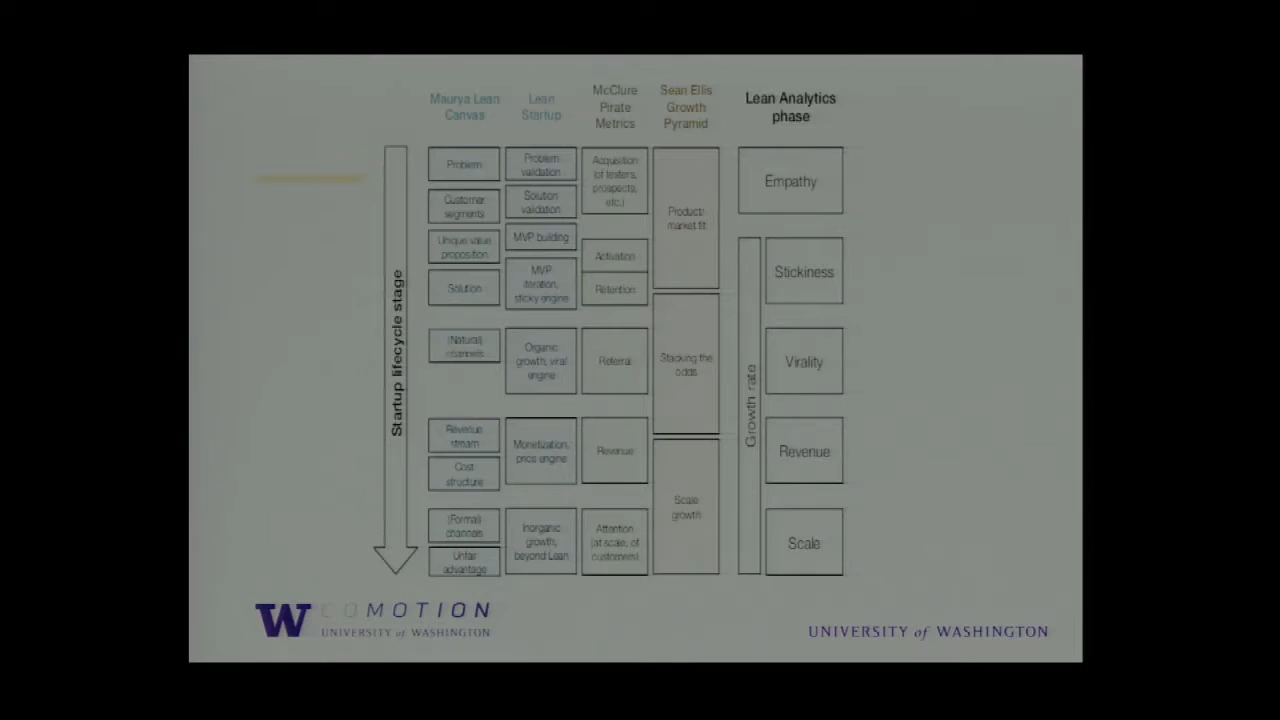 Maurya Lean
Canvas
Lean
Startup
McClure
Pirate
Metrics
Sean Ellis
Growth
Pyramid
Lean Analytics
phase
Startup lifecycle stage
Problem
Customer
segments
Unique value
proposition
Solution
(Natural)
channels
Revenue
stream
Cost
structure
(Formal)
channels
Unfair
advantage
Problem
validation
Solution
validation
MVP building
MVP
iteration,
sticky engine
Organic
growth, viral
engine
Monetization,
price engine
Inorganic
growth,
beyond Lean
Acquisition
(of testers,
prospects,
etc.)
Activation
Retention
Referral
Revenue
Attention
(at scale, of
customers)
Product/
market fit
Stacking the
odds
Scale
growth
Growth rate
Empathy
Stickiness
Virality
Revenue
Scale
W COMOTION
UNIVERSITY of WASHINGTON
UNIVERSITY of WASHINGTON